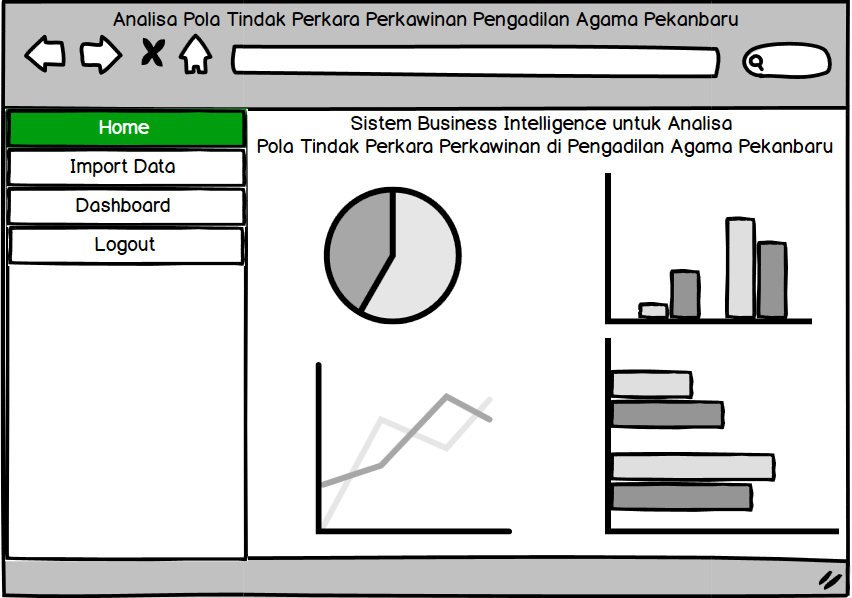 Analisa Pola Tindak Perkara Perkawinan Pengadilan Agama Pekanbaru
Home
Import Data
Dashboard
Logout
Sistem Business Intelligence untuk Analisa
Pola Tindak Perkara Perkawinan di Pengadilan Agama Pekanbaru